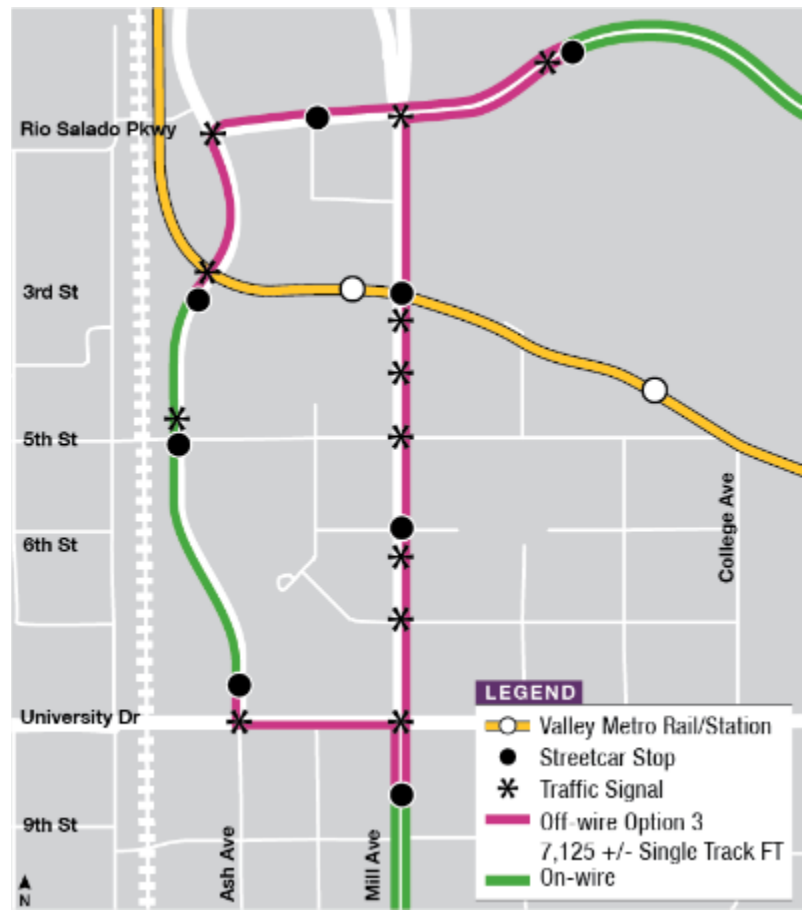 Rio Salado Pkwy
3rd St
5th St
6th St
College Ave
University Dr
9th St
Ash Ave
Mill Ave
N
LEGEND
Valley Metro Rail/Station
Streetcar Stop
Traffic Signal
Off-wire Option 3
7,125 +/- Single Track FT
On-wire